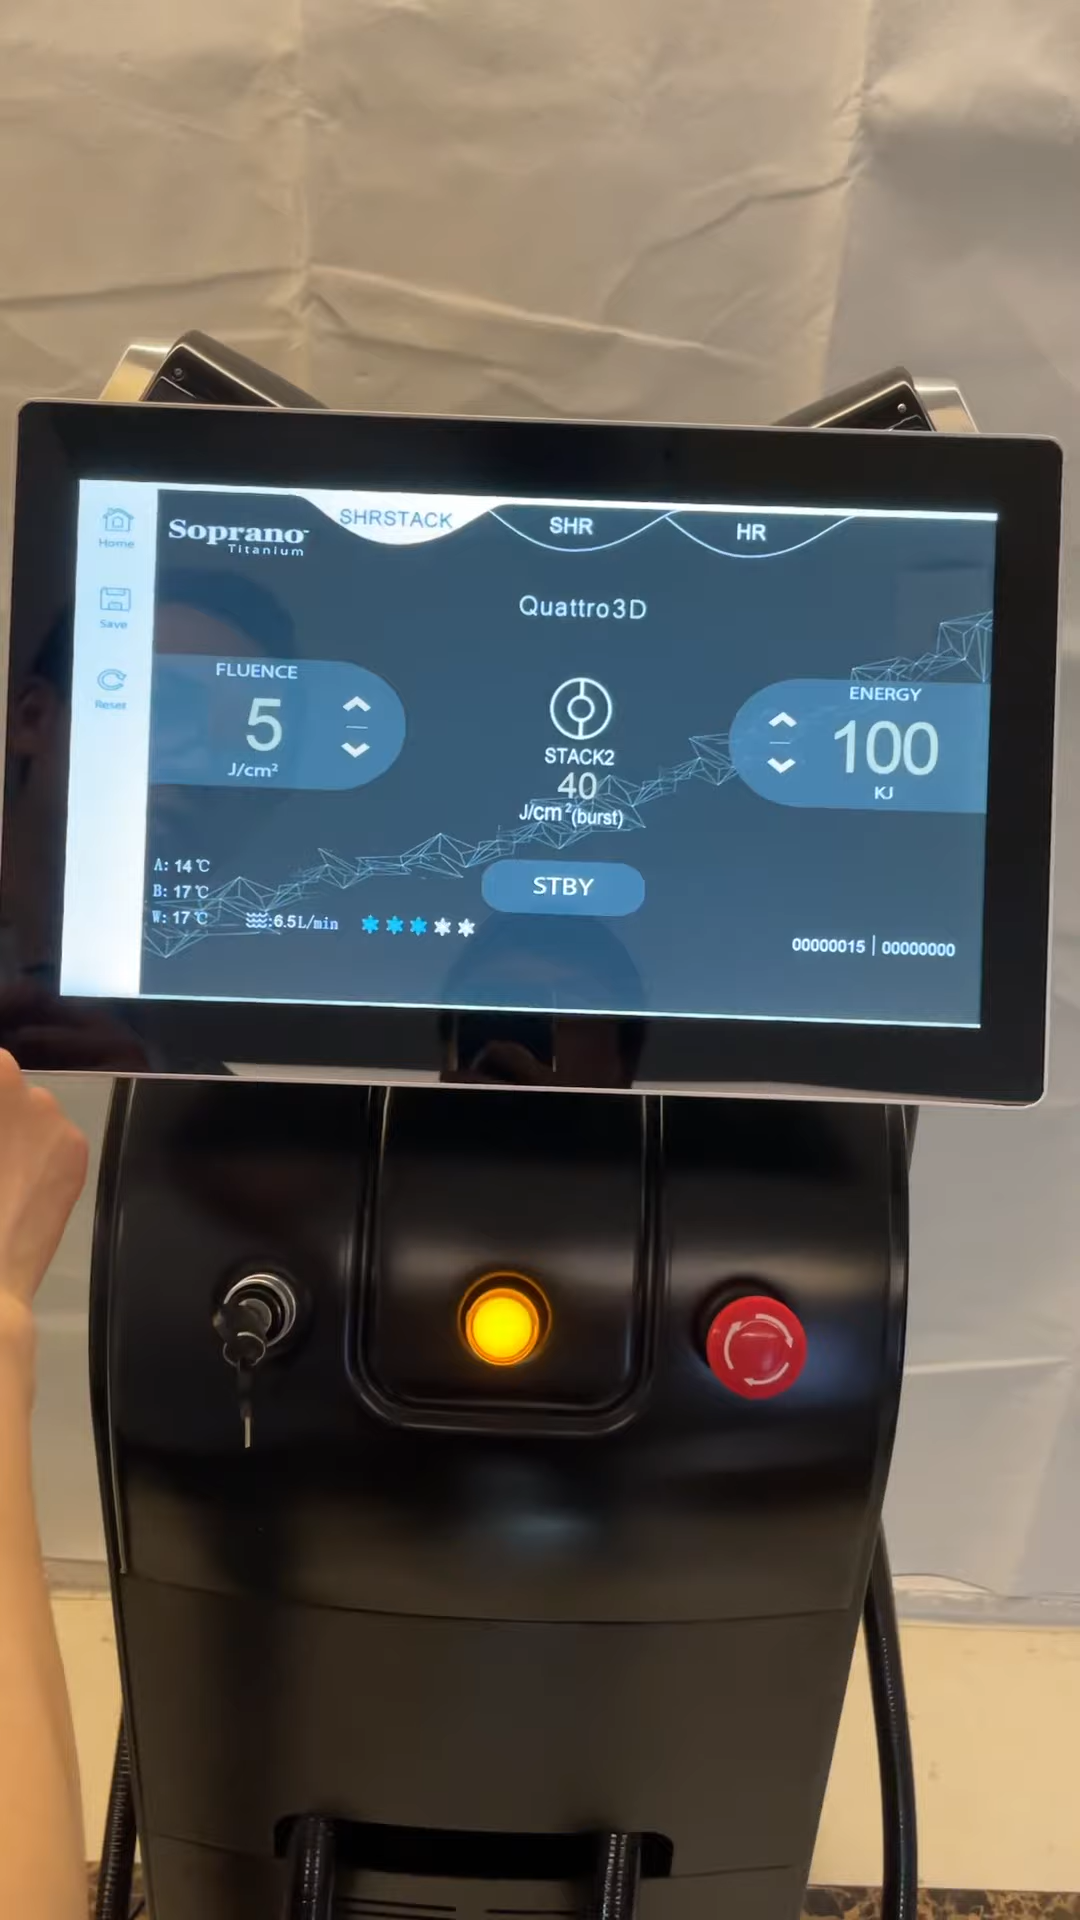 SHRSTACK
SHR
HR
Soprano™
Titanium
Home
Save
Reset
Quattro3D
FLUENCE
5
J/cm²
STACK2
40
J/cm²(burst)
ENERGY
100
KJ
A: 14℃
B: 17℃
W: 17℃
:6.5L/min
STBY
00000015 | 00000000